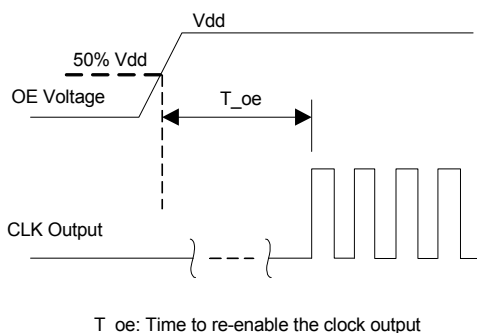 Vdd
50% Vdd
OE Voltage
T_oe
CLK Output
T_oe: Time to re-enable the clock output